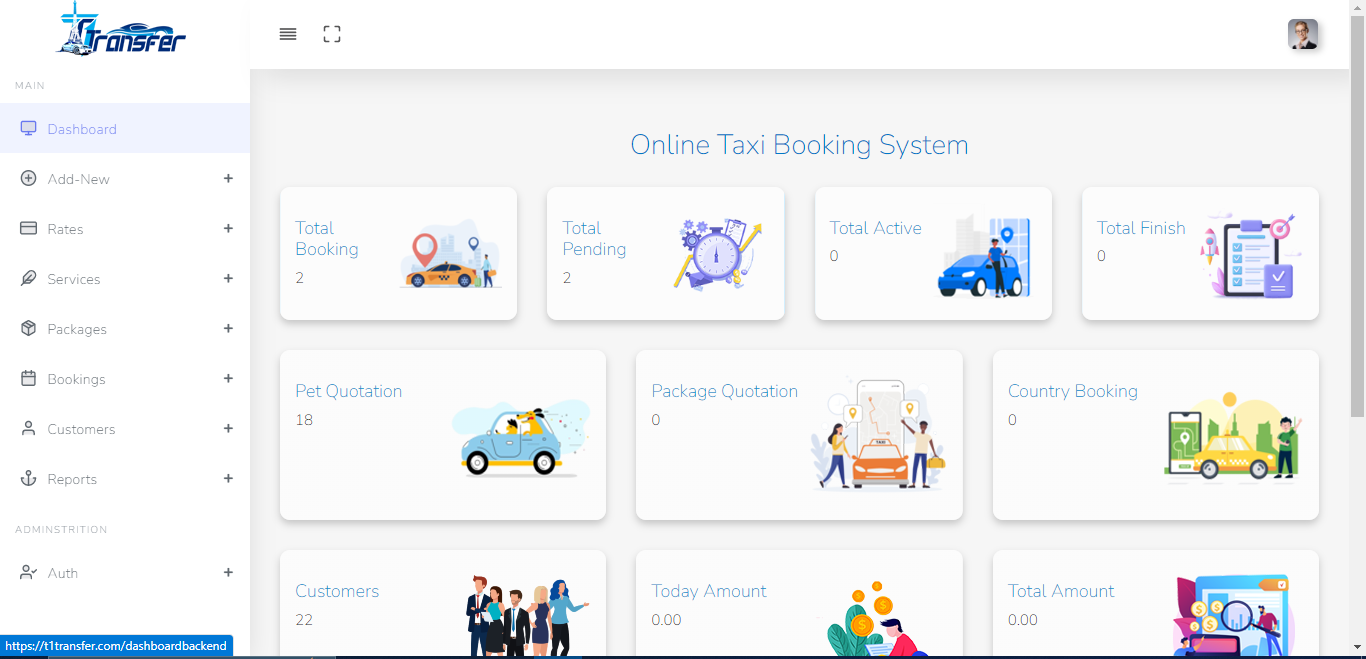 Transfer
MAIN
Dashboard
Add-New
Rates
Services
Packages
Bookings
Customers
Reports
ADMINSTRITION
Auth
https://t1transfer.com/dashboardbackend
Online Taxi Booking System
Total
Booking
2
Total
Pending
2
Total Active
0
Total Finish
0
Pet Quotation
18
Package Quotation
0
TAXI
Country Booking
0
Customers
22
Today Amount
0.00
Total Amount
0.00